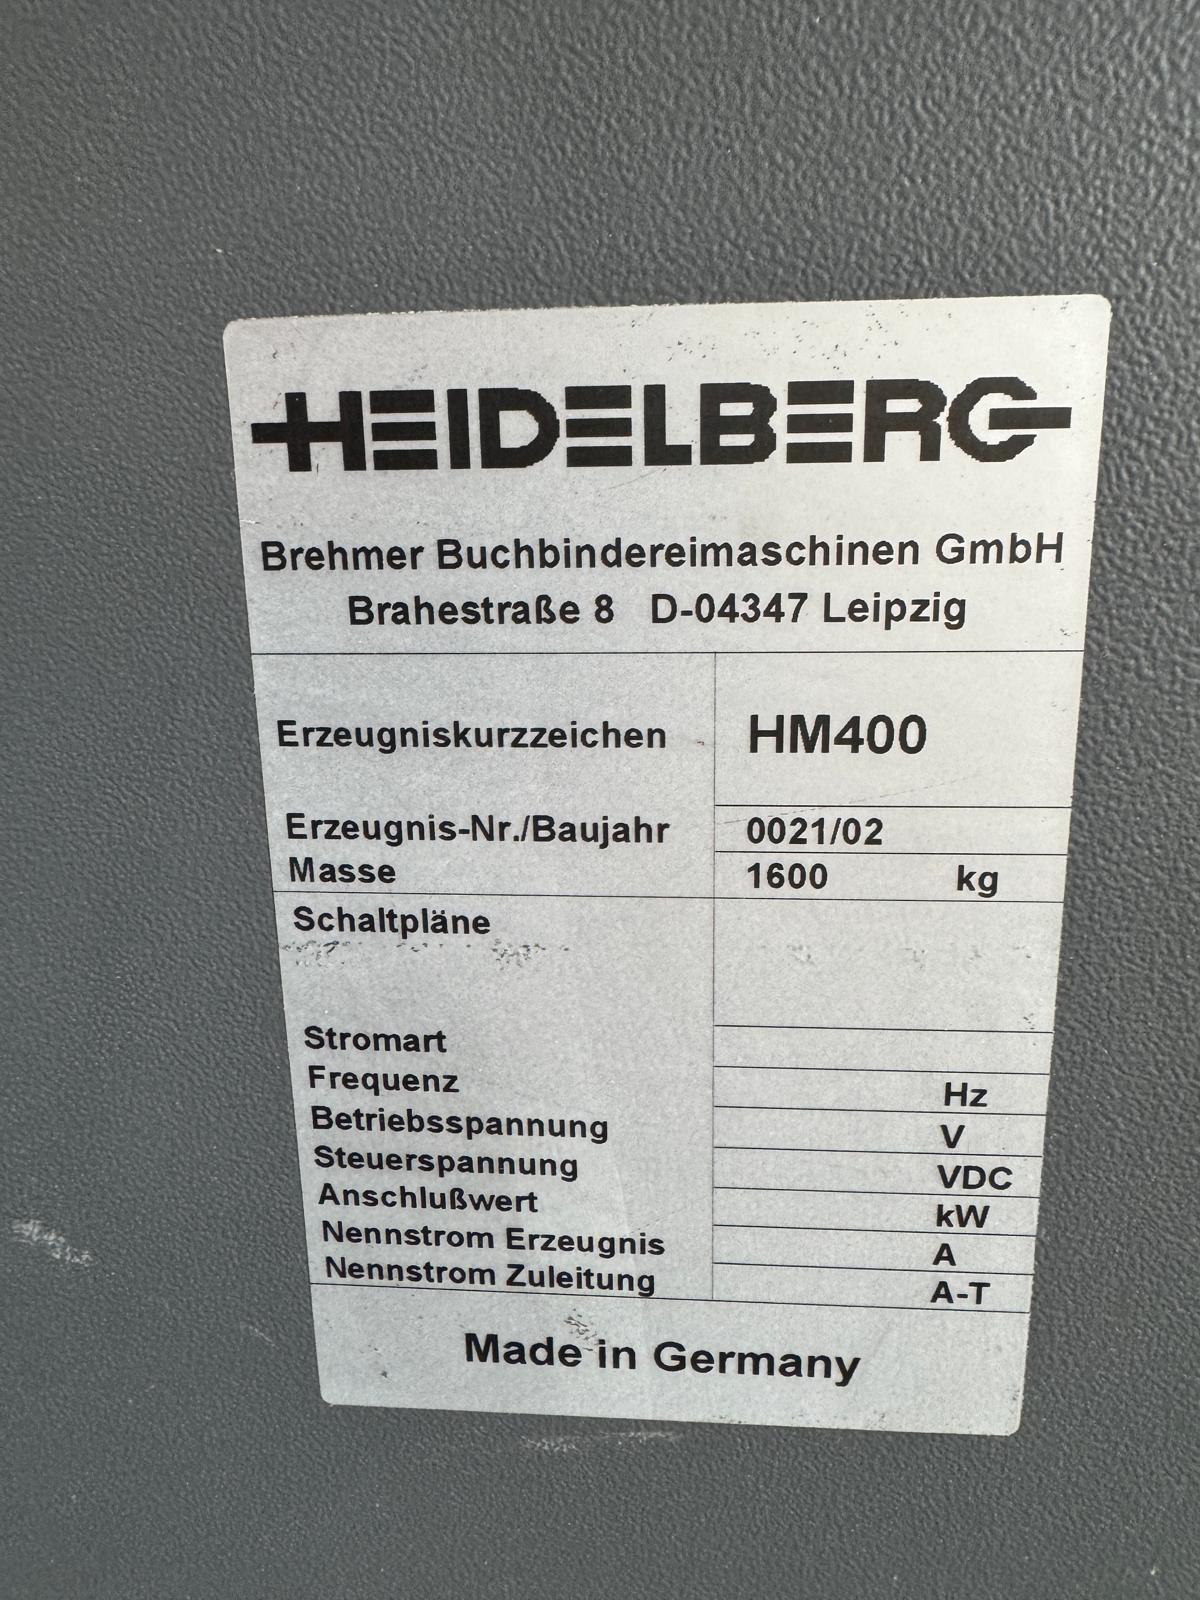 HEIDELBERG
Brehmer Buchbindereimaschinen GmbH
Brahestraße 8 D-04347 Leipzig
Erzeugniskurzzeichen HM400
Erzeugnis-Nr./Baujahr 0021/02
Masse 1600 kg
Schaltpläne
Stromart
Frequenz Hz
Betriebsspannung V
Steuerspannung VDC
Anschlußwert kW
Nennstrom Erzeugnis A
Nennstrom Zuleitung A-T
Made in Germany